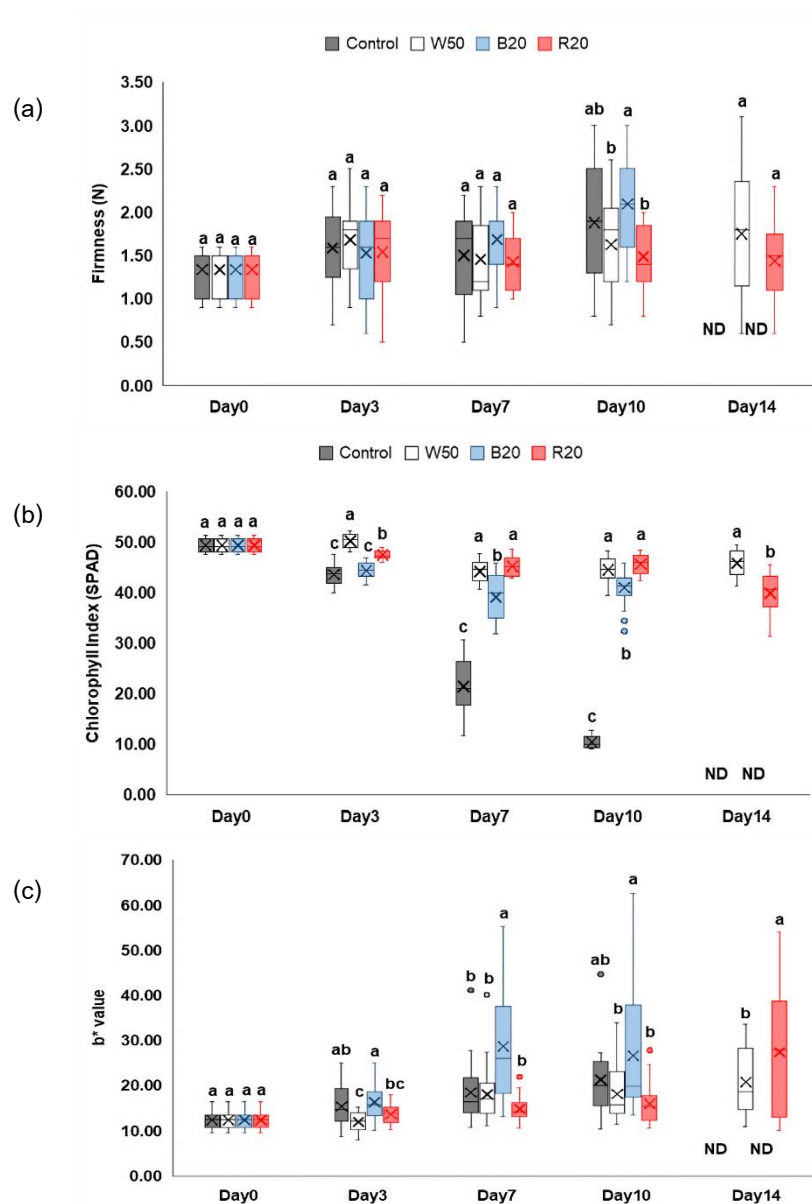 (a)
Control W50 B20 R20
Firmness (N)
3.50
3.00
2.50
2.00
1.50
1.00
0.50
0.00
a a a a
a a a a
a a a a
ab b a b
ND a ND a
Day0 Day3 Day7 Day10 Day14
(b)
Control W50 B20 R20
Chlorophyll Index (SPAD)
60.00
50.00
40.00
30.00
20.00
10.00
0.00
a a a a
c a c b
c a b a
c a b a
ND a ND b
Day0 Day3 Day7 Day10 Day14
(c)
b* value
70.00
60.00
50.00
40.00
30.00
20.00
10.00
0.00
a a a a
ab c a bc
b b a b
ab b a b
ND b ND a
Day0 Day3 Day7 Day10 Day14